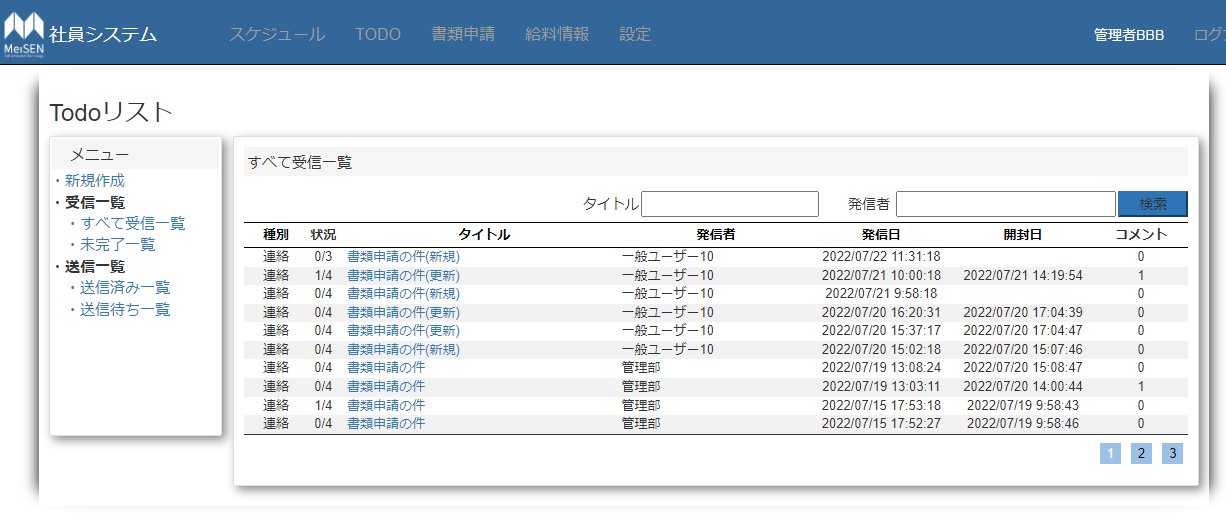 MeiSEN 社員システム スケジュール TODO 書類申請 給料情報 設定 管理者BBB ログ
Todoリスト
メニュー
・新規作成
・受信一覧
・すべて受信一覧
・未完了一覧
・送信一覧
・送信済み一覧
・送信待ち一覧
すべて受信一覧
タイトル 発信者 検索
種別 状況 タイトル 発信者 発信日 開封日 コメント
連絡 0/3 書類申請の件(新規) 一般ユーザー10 2022/07/22 11:31:18 0
連絡 1/4 書類申請の件(更新) 一般ユーザー10 2022/07/21 10:00:18 2022/07/21 14:19:54 1
連絡 0/4 書類申請の件(新規) 一般ユーザー10 2022/07/21 9:58:18 0
連絡 0/4 書類申請の件(更新) 一般ユーザー10 2022/07/20 16:20:31 2022/07/20 17:04:39 0
連絡 0/4 書類申請の件(更新) 一般ユーザー10 2022/07/20 15:37:17 2022/07/20 17:04:47 0
連絡 0/4 書類申請の件(新規) 一般ユーザー10 2022/07/20 15:02:18 2022/07/20 15:07:46 0
連絡 0/4 書類申請の件 管理部 2022/07/19 13:08:24 2022/07/20 15:08:47 0
連絡 0/4 書類申請の件 管理部 2022/07/19 13:03:11 2022/07/20 14:00:44 1
連絡 1/4 書類申請の件 管理部 2022/07/15 17:53:18 2022/07/19 9:58:43 0
連絡 0/4 書類申請の件 管理部 2022/07/15 17:52:27 2022/07/19 9:58:46 0
1 2 3